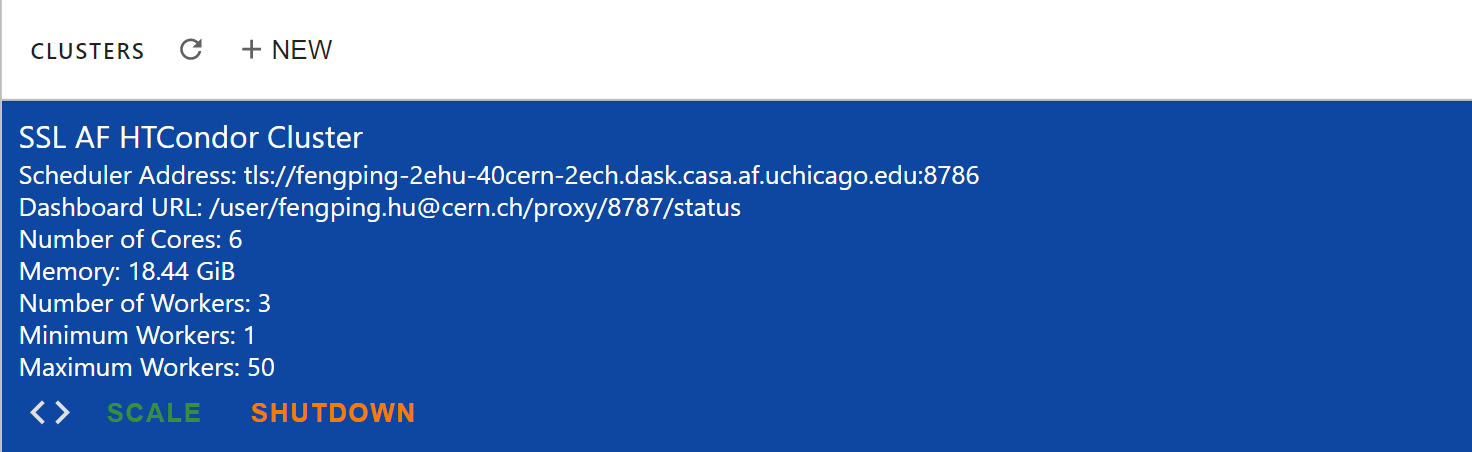 CLUSTERS + NEW
SSL AF HTCondor Cluster
Scheduler Address: tls://fengping-2ehu-40cern-2ech.dask.casa.af.uchicago.edu:8786
Dashboard URL: /user/fengping.hu@cern.ch/proxy/8787/status
Number of Cores: 6
Memory: 18.44 GiB
Number of Workers: 3
Minimum Workers: 1
Maximum Workers: 50
<> SCALE SHUTDOWN